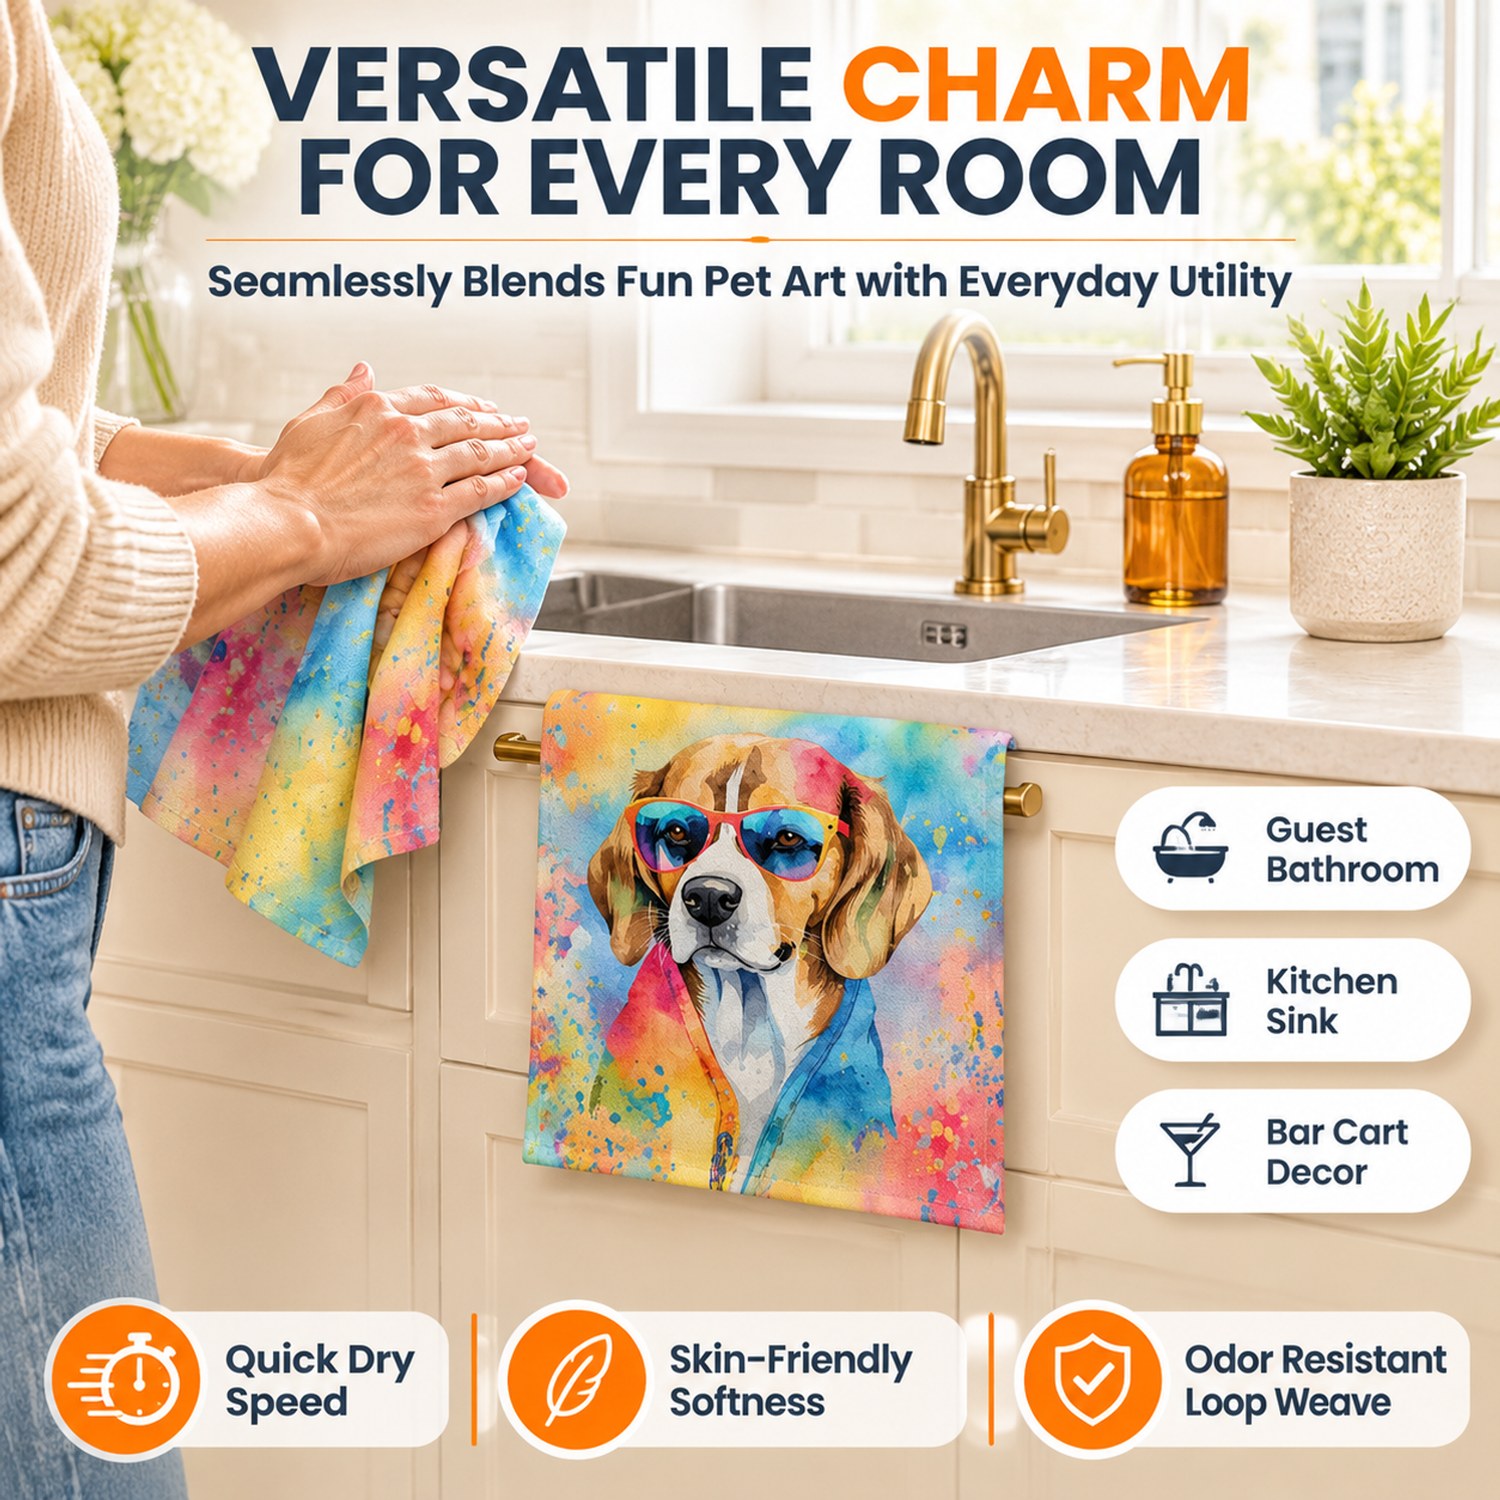 VERSATILE CHARM
FOR EVERY ROOM
Seamlessly Blends Fun Pet Art with Everyday Utility
Guest
Bathroom
Kitchen
Sink
Bar Cart
Decor
Quick Dry
Speed
Skin-Friendly
Softness
Odor Resistant
Loop Weave